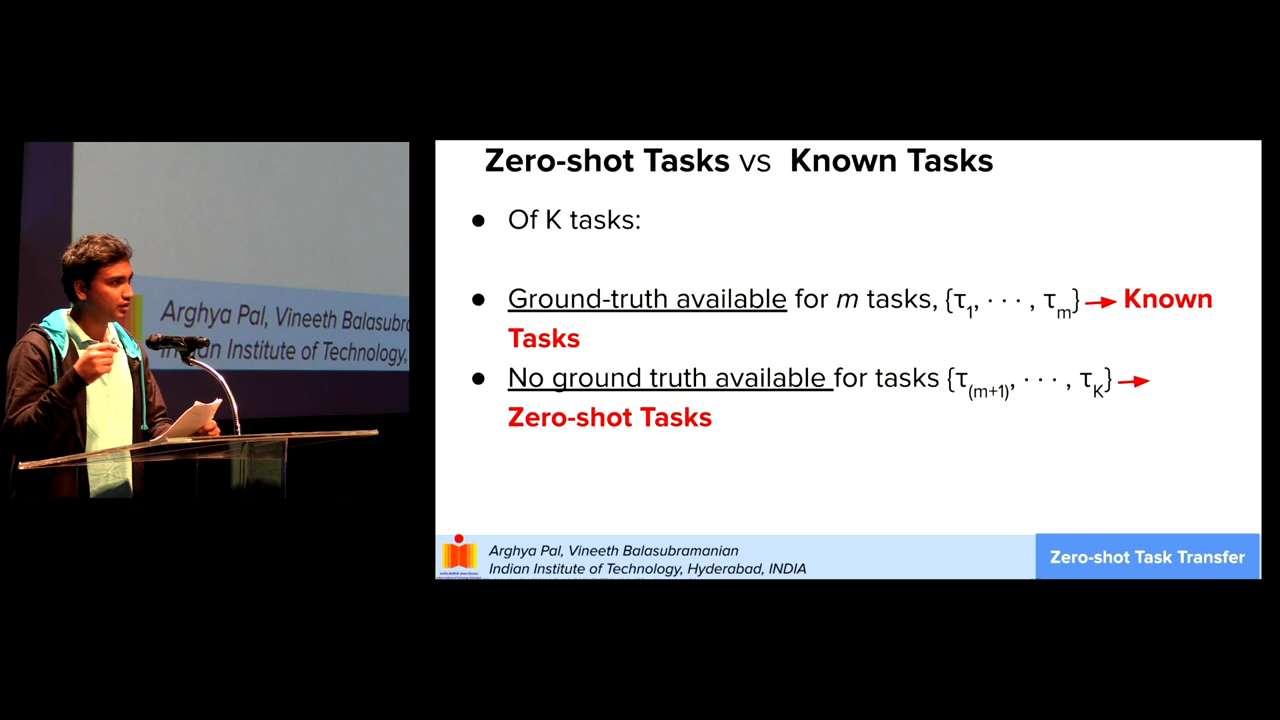 Zero-shot Tasks vs Known Tasks
● Of K tasks:
● Ground-truth available for m tasks, {τ1, · · · , τm} → Known
Tasks
● No ground truth available for tasks {τ(m+1), · · · , τK} →
Zero-shot Tasks
Arghya Pal, Vineeth Balasubramanian
Indian Institute of Technology, Hyderabad, INDIA
Zero-shot Task Transfer
Arghya Pal, Vineeth Balasubra
Indian Institute of Technology,